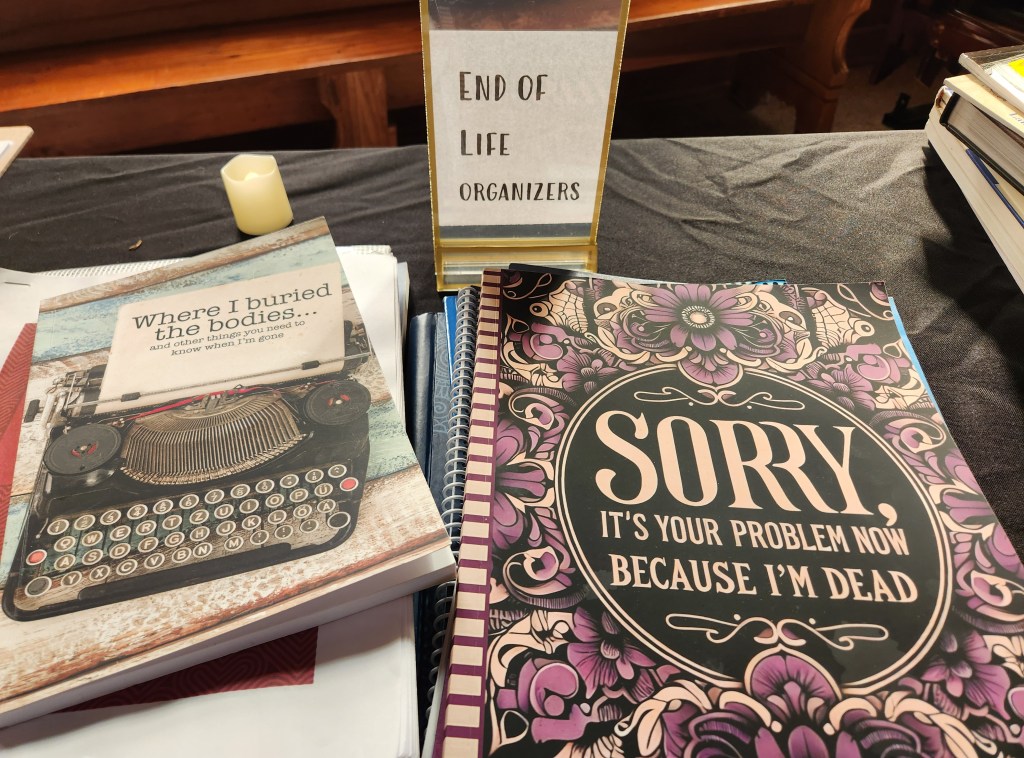 END OF
LIFE
ORGANIZERS
Where I buried
the bodies...
and other things you need to
know when I'm gone
SORRY,
IT'S YOUR PROBLEM NOW
BECAUSE I'M DEAD